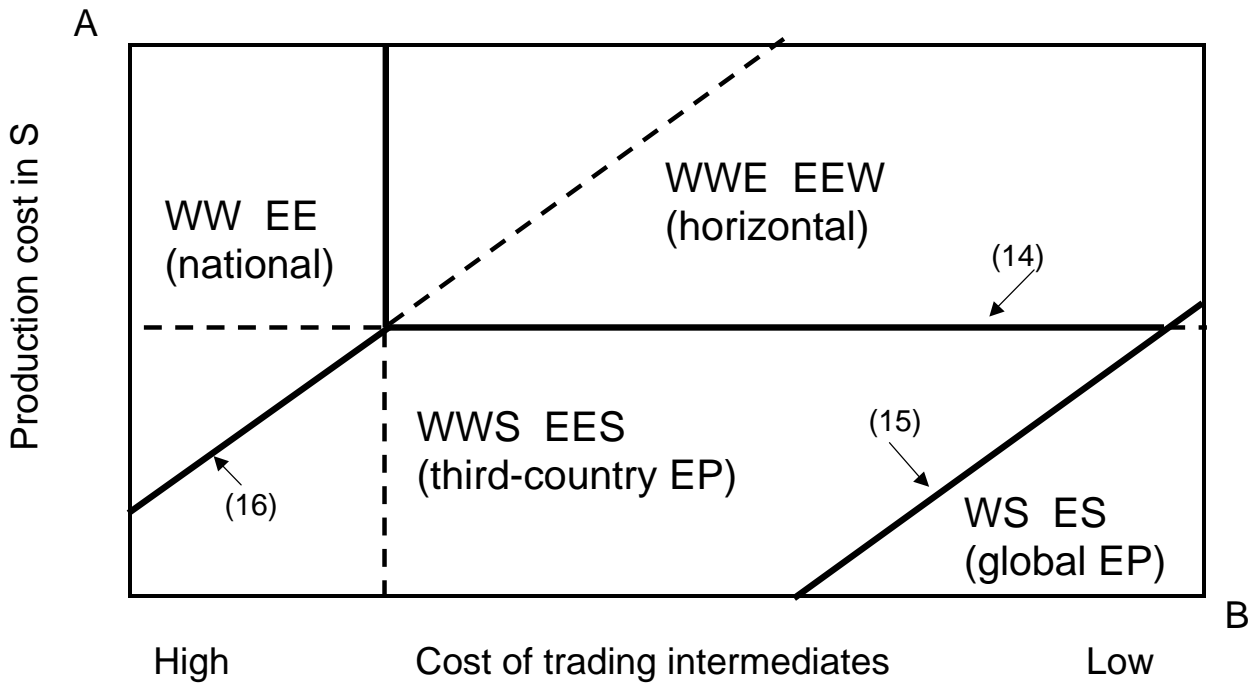 A
Production cost in S
WW EE
(national)
WWE EEW
(horizontal)
(14)
WWS EES
(third-country EP)
(15)
(16)
WS ES
(global EP)
B
High
Cost of trading intermediates
Low